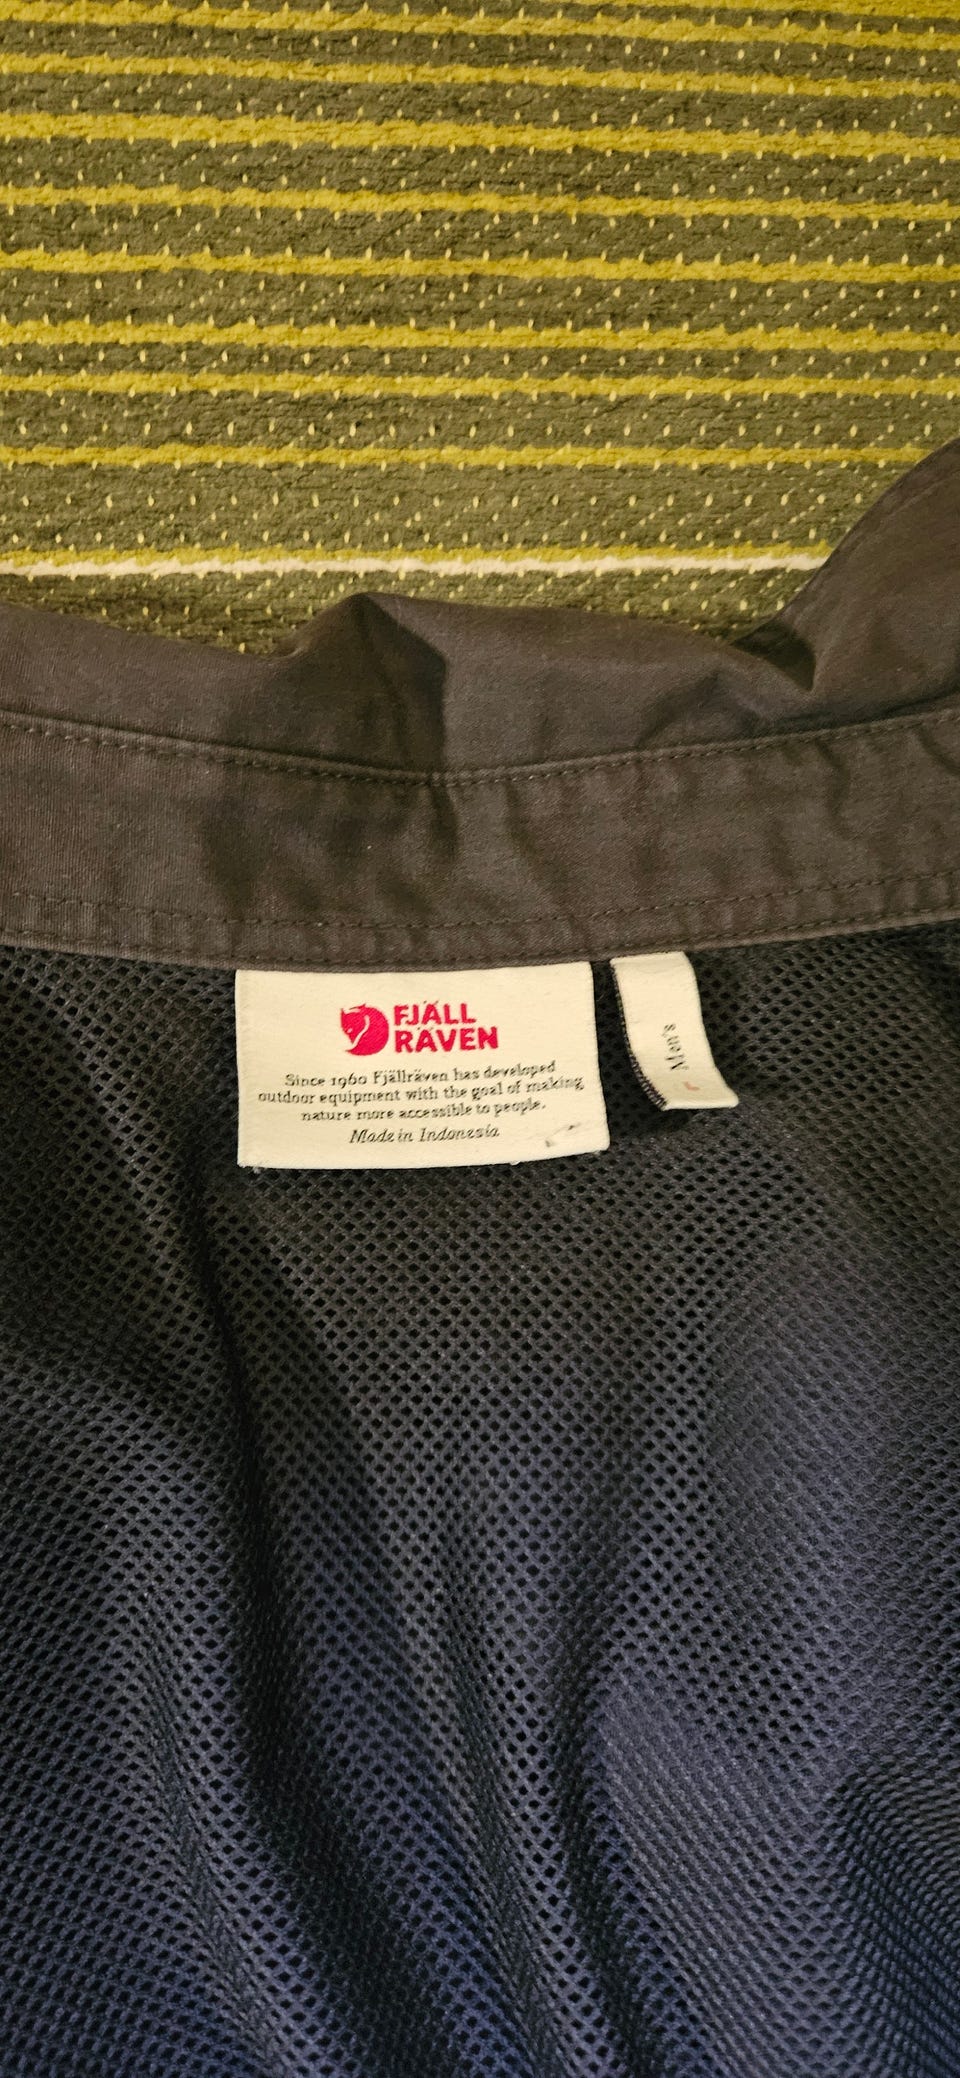 FJÄLL
RÄVEN
Since 1960 Fjällräven has developed
outdoor equipment with the goal of making
nature more accessible to people.
Made in Indonesia
Men's
L